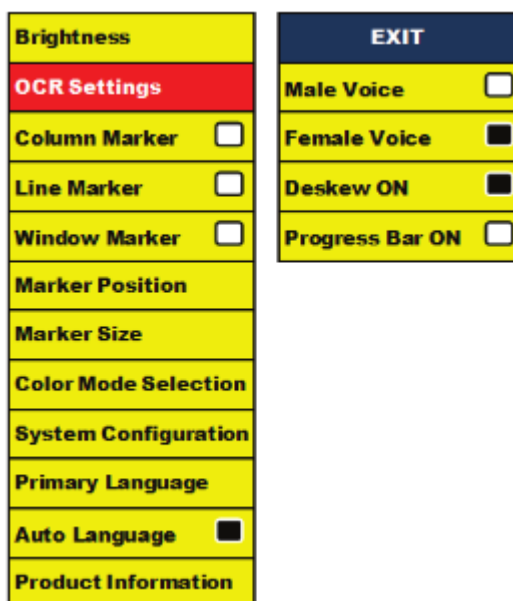 Brightness
OCR Settings
Column Marker
Line Marker
Window Marker
Marker Position
Marker Size
Color Mode Selection
System Configuration
Primary Language
Auto Language
Product Information
EXIT
Male Voice
Female Voice
Deskew ON
Progress Bar ON